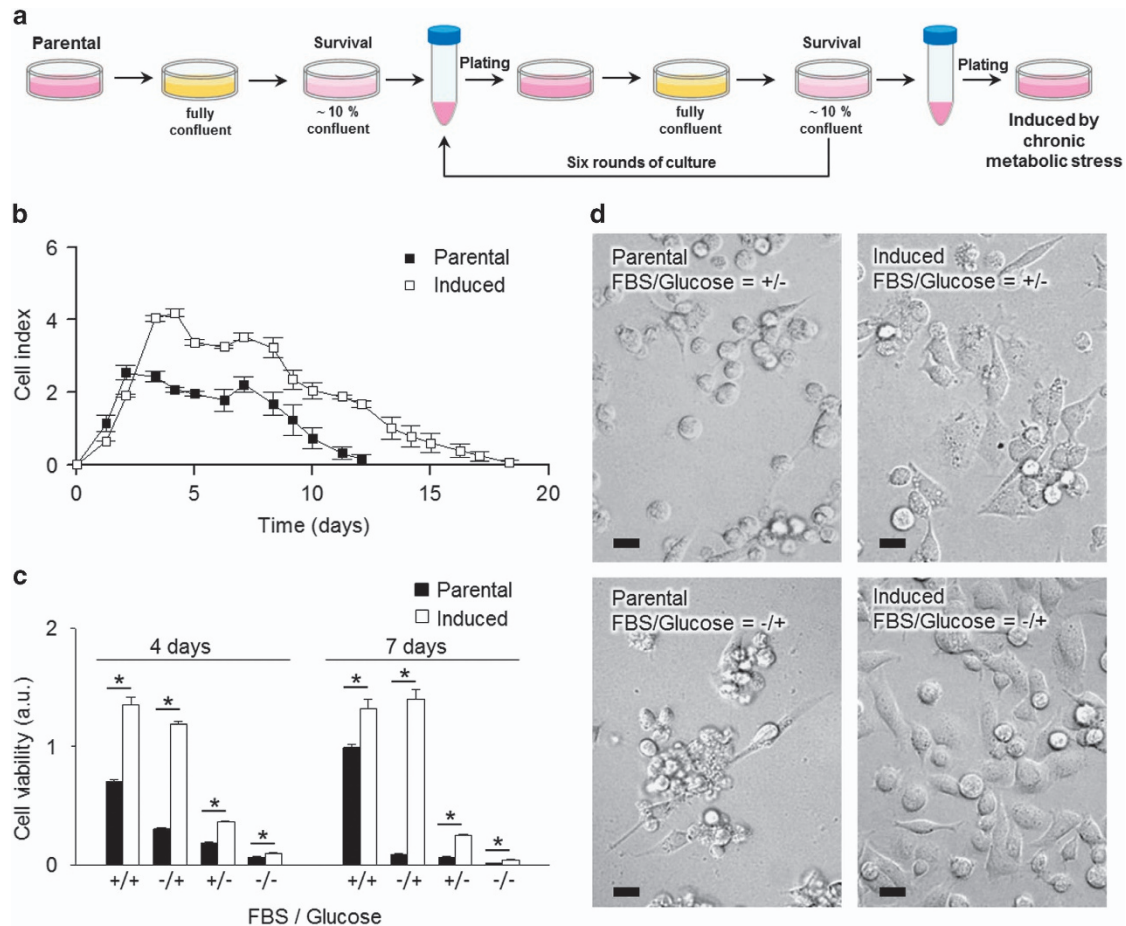 a
Parental
Survival
Survival
Plating
Plating
fully
confluent
~ 10 %
confluent
fully
confluent
~ 10 %
confluent
Induced by
chronic
metabolic stress
Six rounds of culture
b
6
4
2
0
Cell index
Parental
Induced
0 5 10 15 20
Time (days)
c
Parental
Induced
2
1
0
Cell viability (a.u.)
4 days 7 days
* * * * * * * *
+/+ -/+ +/- -/- +/+ -/+ +/- -/-
FBS / Glucose
d
Parental
FBS/Glucose = +/-
Induced
FBS/Glucose = +/-
Parental
FBS/Glucose = -/+
Induced
FBS/Glucose = -/+